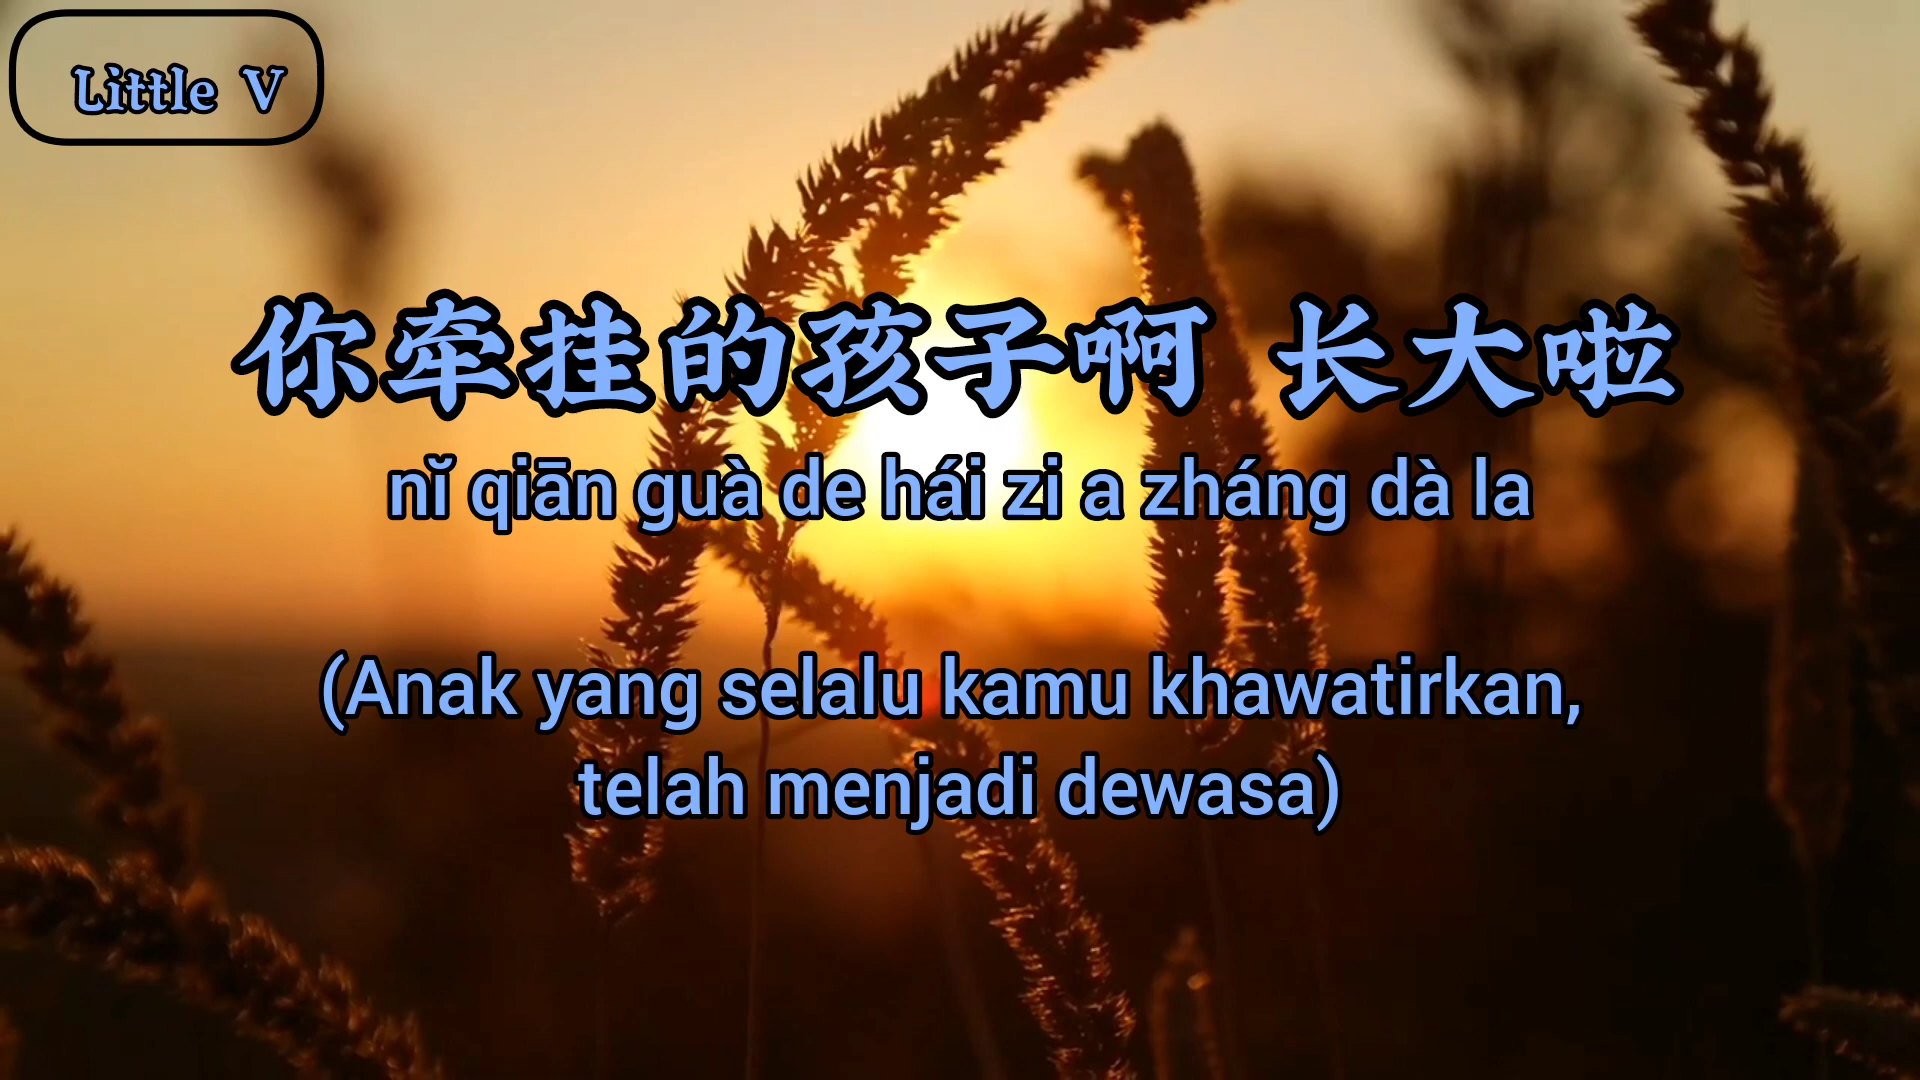 Little V
你牵挂的孩子啊 长大啦
nǐ qiān guà de hái zi a zháng dà la
(Anak yang selalu kamu khawatirkan,
telah menjadi dewasa)